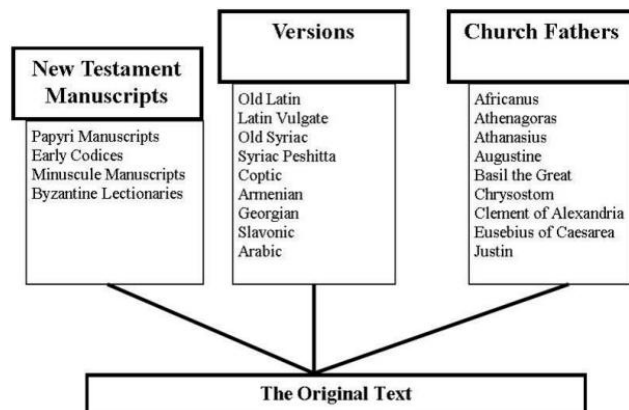 New Testament
Manuscripts
Papyri Manuscripts
Early Codices
Minuscule Manuscripts
Byzantine Lectionaries
Versions
Old Latin
Latin Vulgate
Old Syriac
Syriac Peshitta
Coptic
Armenian
Georgian
Slavonic
Arabic
Church Fathers
Africanus
Athenagoras
Athanasius
Augustine
Basil the Great
Chrysostom
Clement of Alexandria
Eusebius of Caesarea
Justin
The Original Text